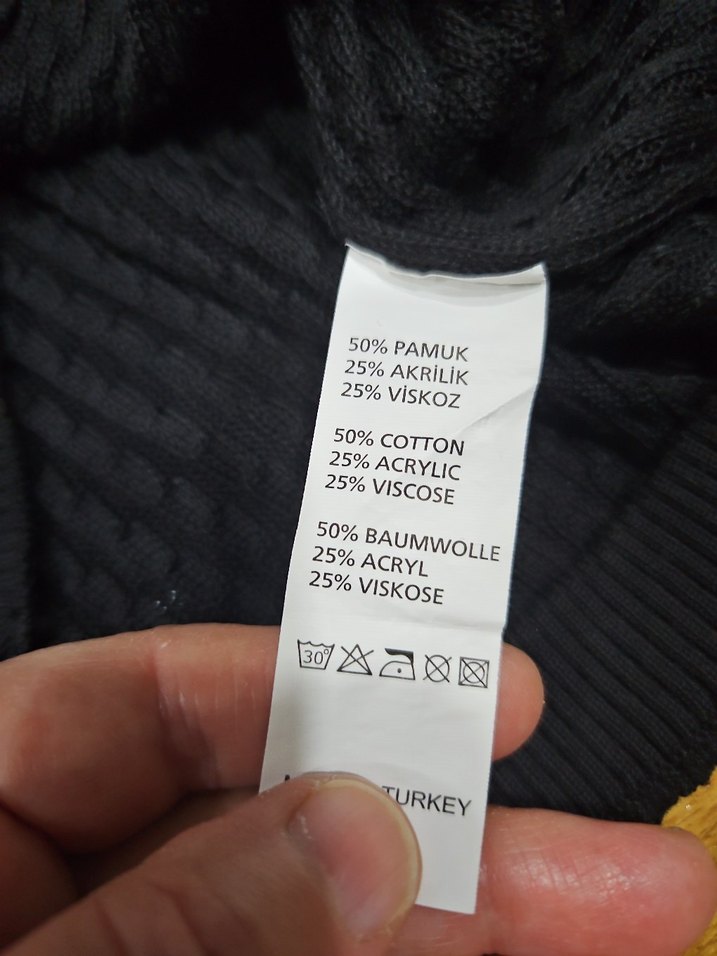 50% PAMUK
25% AKRİLİK
25% VİSKOZ
50% COTTON
25% ACRYLIC
25% VISCOSE
50% BAUMWOLLE
25% ACRYL
25% VISKOSE
30°
TURKEY